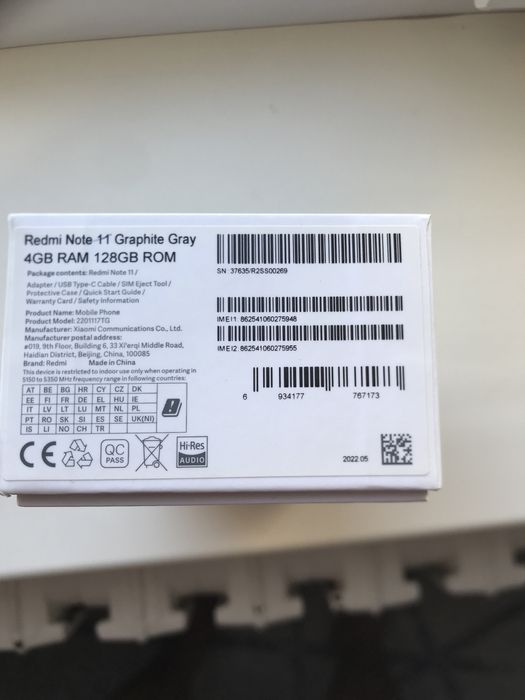 Redmi Note 11 Graphite Gray
4GB RAM 128GB ROM
Package contents: Redmi Note 11 /
Adapter / USB Type-C Cable / SIM Eject Tool /
Protective Case / Quick Start Guide /
Warranty Card / Safety Information
Product Name: Mobile Phone
Product Model: 2201117TG
Manufacturer: Xiaomi Communications Co., Ltd.
Manufacturer postal address:
#019, 9th Floor, Building 6, 33 Xi'erqi Middle Road,
Haidian District, Beijing, China, 100085
Brand: Redmi Made in China
This device is restricted to indoor use only when operating in
5150 to 5350 MHz frequency range in following countries:
AT BE BG HR CY CZ DK
EE FI FR DE EL HU IE
IT LV LT LU MT NL PL
PT RO SK SI ES SE UK(NI)
IS LI NO CH TR
CE
QC
PASS
Hi-Res
AUDIO
SN 37635/R2SS00269
IMEI1: 862541060275948
IMEI2: 862541060275955
6 934177 767173
2022.05